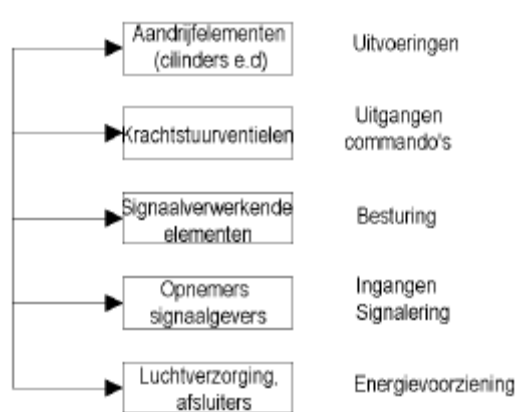 Aandrijfelementen
(cilinders e.d)
Uitvoeringen
Krachtstuurventielen
Uitgangen
commando's
Signaalverwerkende
elementen
Besturing
Opnemers
signaalgevers
Ingangen
Signalering
Luchtverzorging,
afsluiters
Energievoorziening